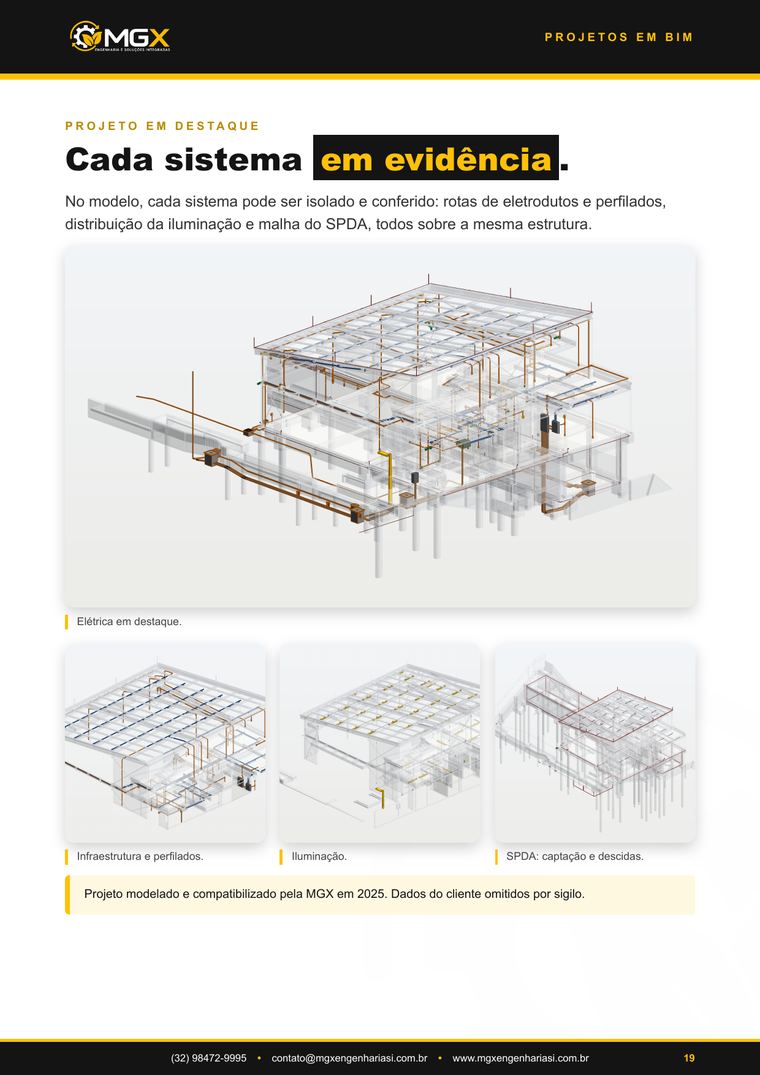 MGX
ENGENHARIA E SOLUÇÕES INTEGRADAS
PROJETOS EM BIM
PROJETO EM DESTAQUE
Cada sistema em evidência.
No modelo, cada sistema pode ser isolado e conferido: rotas de eletrodutos e perfilados,
distribuição da iluminação e malha do SPDA, todos sobre a mesma estrutura.
Elétrica em destaque.
Infraestrutura e perfilados.
Iluminação.
SPDA: captação e descidas.
Projeto modelado e compatibilizado pela MGX em 2025. Dados do cliente omitidos por sigilo.
(32) 98472-9995 • contato@mgxengenhariasi.com.br • www.mgxengenhariasi.com.br 19